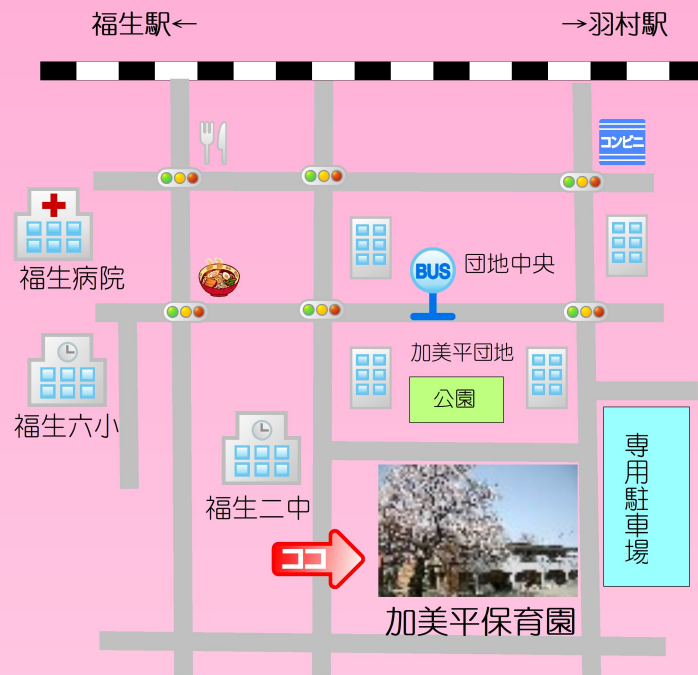 福生駅←
→羽村駅
コンビニ
福生病院
BUS
団地中央
加美平団地
公園
福生六小
福生二中
専用駐車場
ココ
加美平保育園